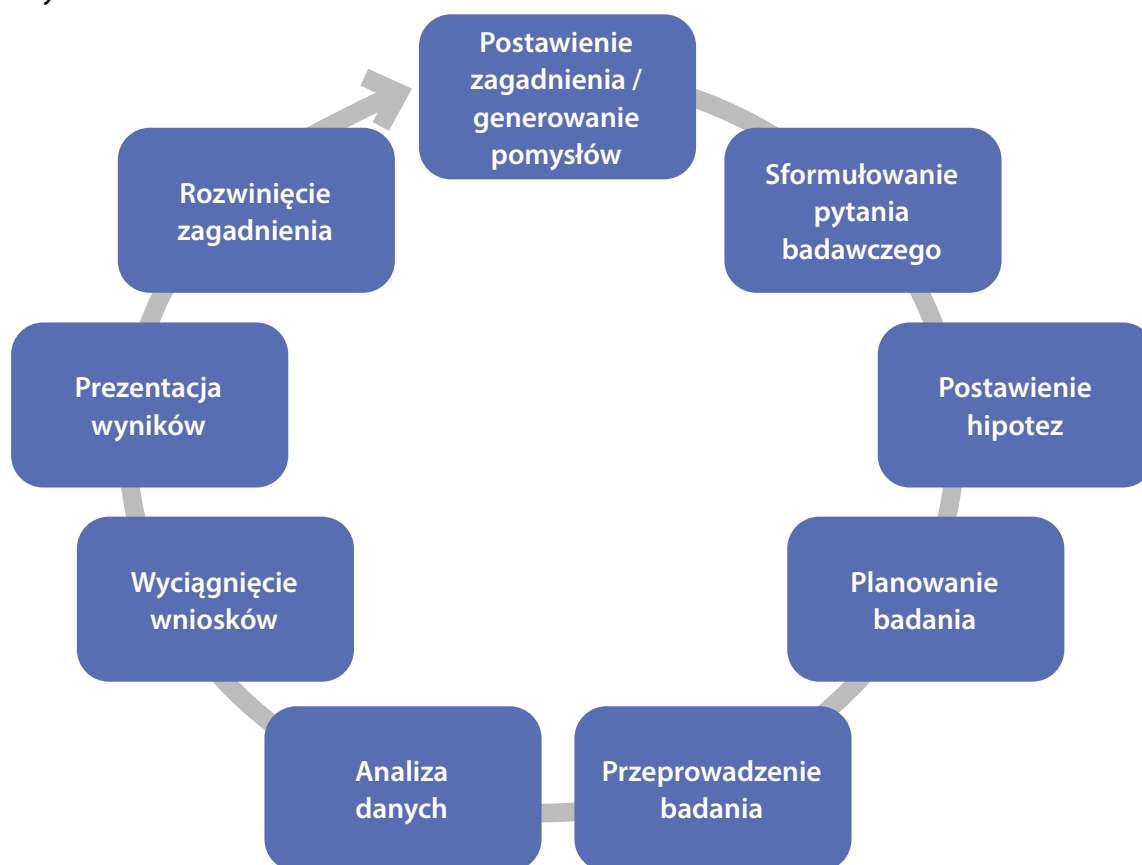 Postawienie
zagadnienia /
generowanie
pomysłów
Sformułowanie
pytania
badawczego
Postawienie
hipotez
Planowanie
badania
Przeprowadzenie
badania
Analiza
danych
Wyciągnięcie
wniosków
Prezentacja
wyników
Rozwinięcie
zagadnienia